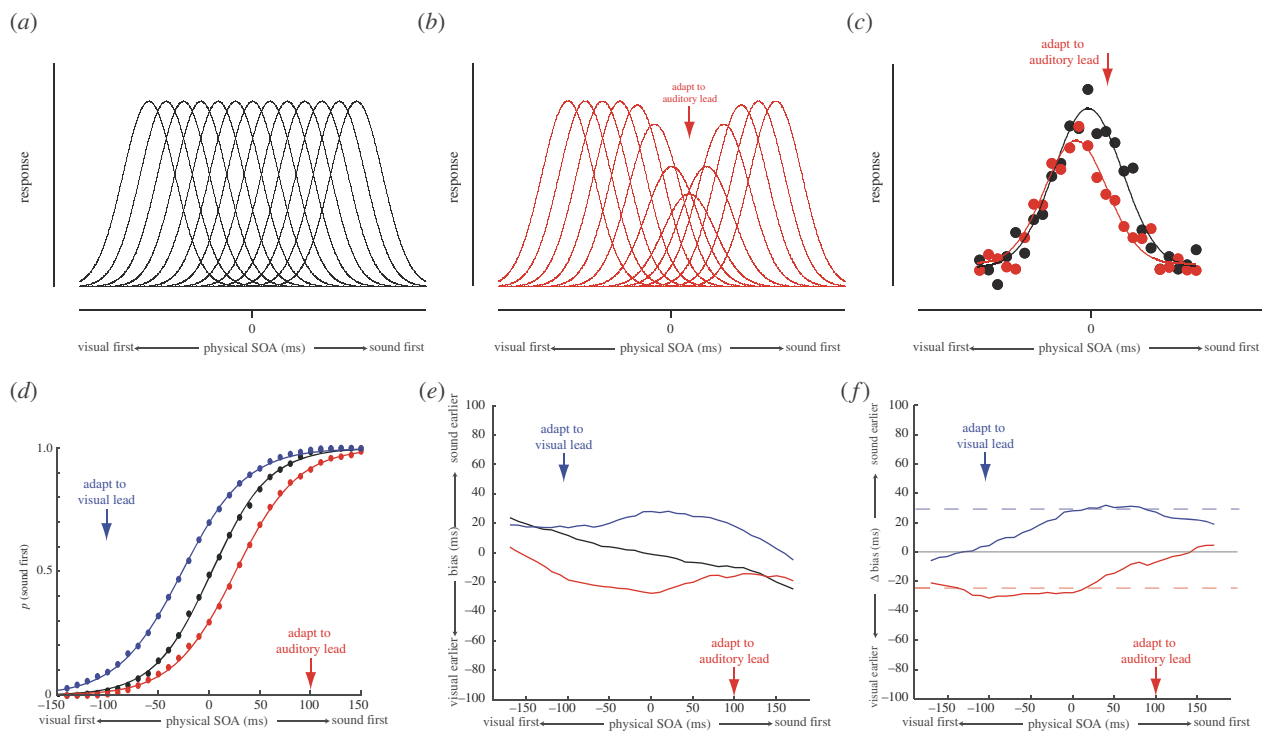 (a)
response
0
visual first
physical SOA (ms)
sound first
(b)
adapt to
auditory lead
response
0
visual first
physical SOA (ms)
sound first
(c)
adapt to
auditory lead
response
0
visual first
physical SOA (ms)
sound first
(d)
1.0
0.5
0
p (sound first)
adapt to
visual lead
adapt to
auditory lead
−150 −100 −50 0 50 100 150
visual first
physical SOA (ms)
sound first
(e)
100
80
60
40
20
0
−20
−40
−60
−80
−100
sound earlier
bias (ms)
visual earlier
adapt to
visual lead
adapt to
auditory lead
−150 −100 −50 0 50 100 150
visual first
physical SOA (ms)
sound first
(f)
100
80
60
40
20
0
−20
−40
−60
−80
−100
sound earlier
Δ bias (ms)
visual earlier
adapt to
visual lead
adapt to
auditory lead
−150 −100 −50 0 50 100 150
visual first
physical SOA (ms)
sound first